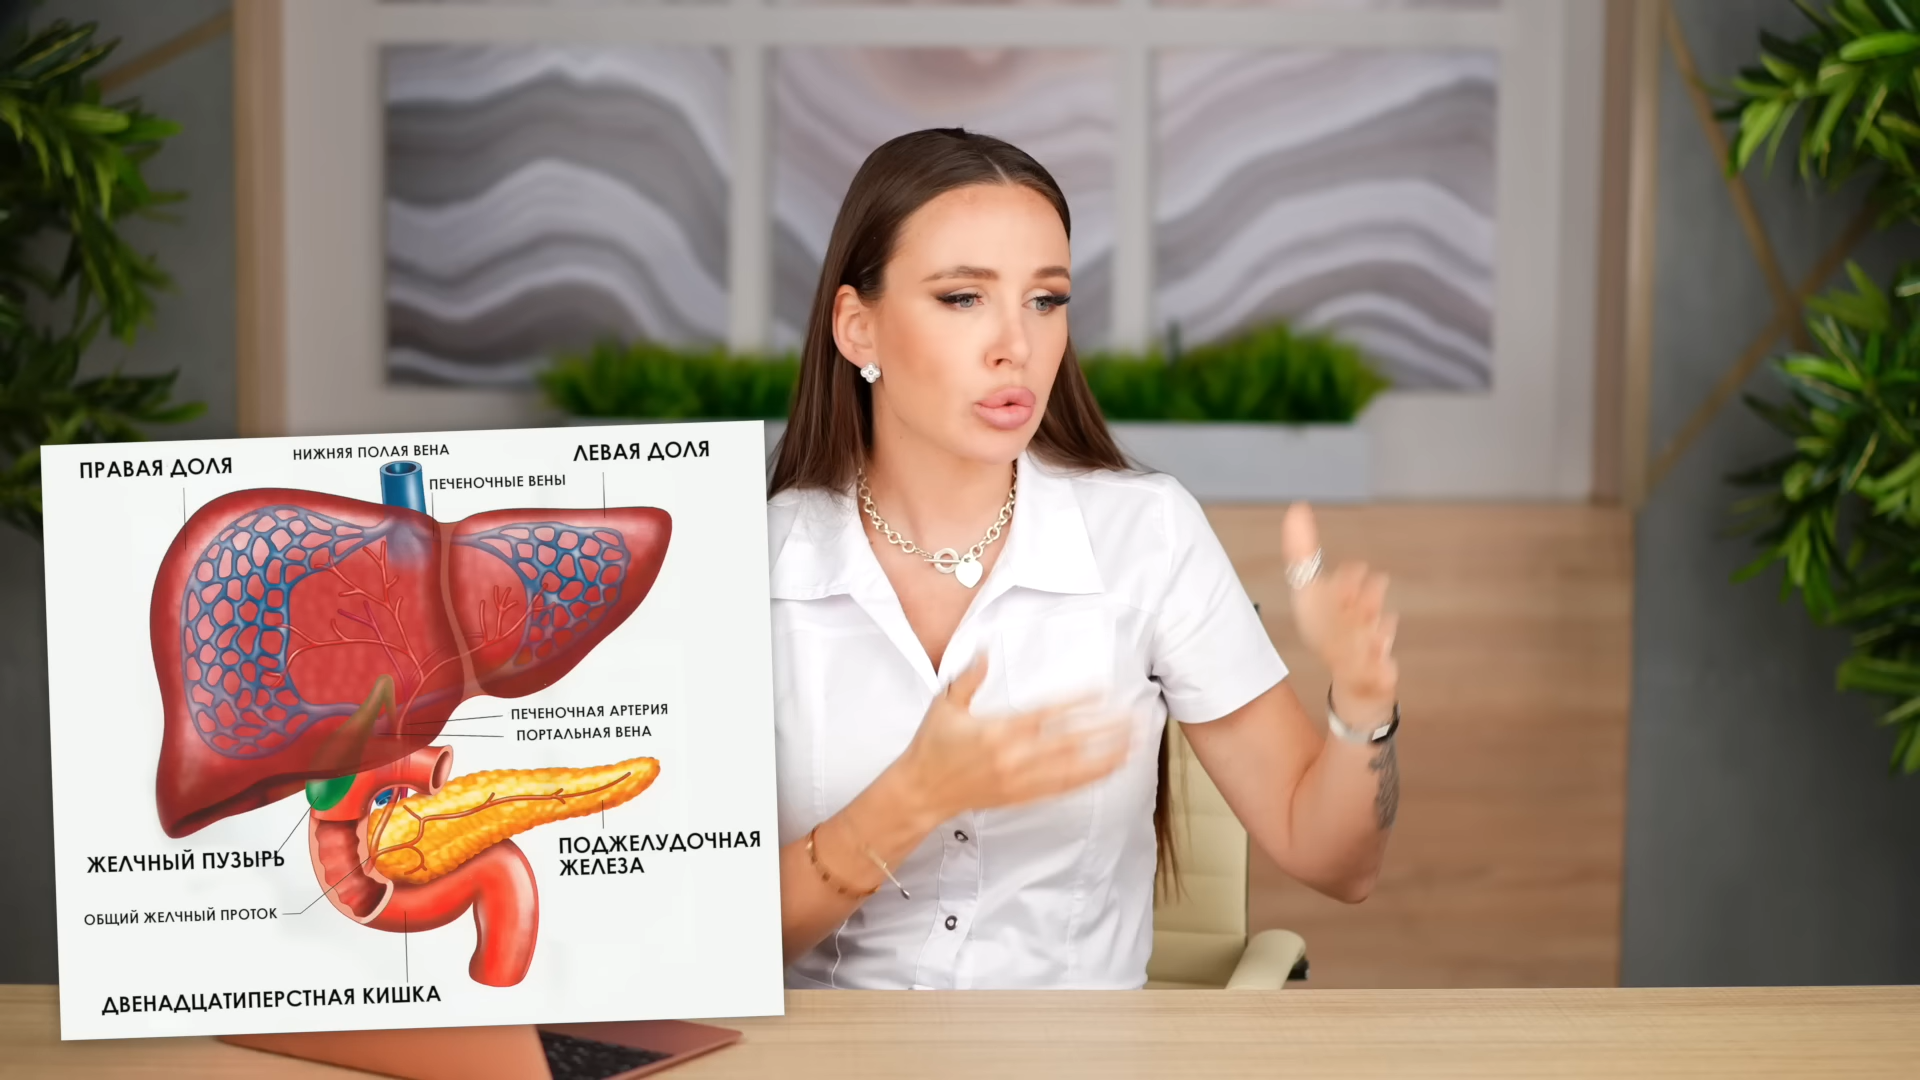 ПРАВАЯ ДОЛЯ
НИЖНЯЯ ПОЛАЯ ВЕНА
ЛЕВАЯ ДОЛЯ
ПЕЧЕНОЧНЫЕ ВЕНЫ
ПЕЧЕНОЧНАЯ АРТЕРИЯ
ПОРТАЛЬНАЯ ВЕНА
ПОДЖЕЛУДОЧНАЯ
ЖЕЛЕЗА
ЖЕЛЧНЫЙ ПУЗЫРЬ
ОБЩИЙ ЖЕЛЧНЫЙ ПРОТОК
ДВЕНАДЦАТИПЕРСТНАЯ КИШКА